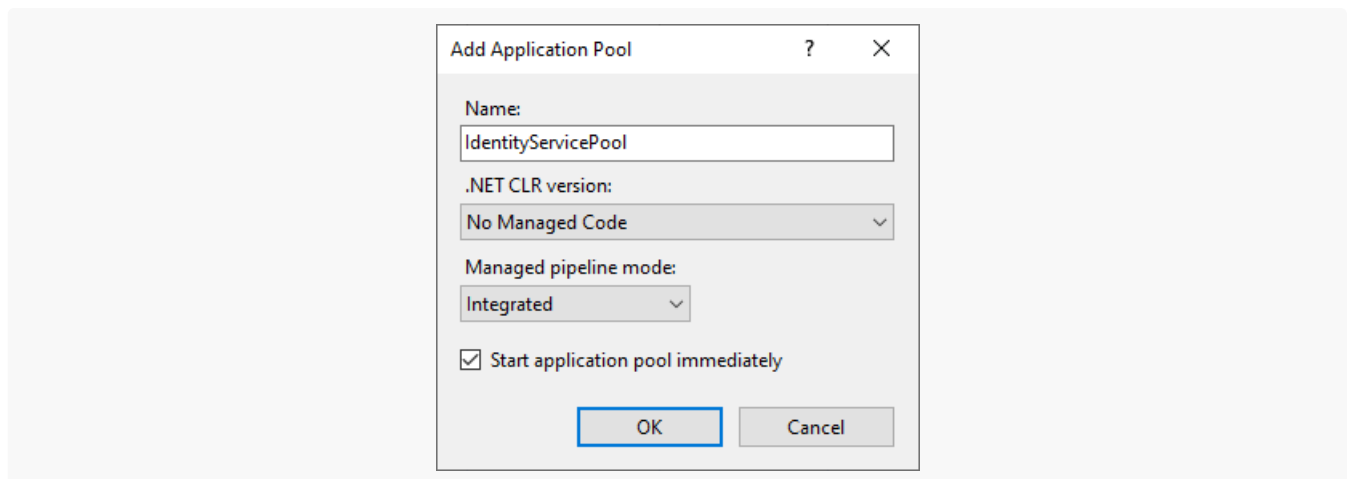 Add Application Pool ?
Name:
IdentityServicePool
.NET CLR version:
No Managed Code
Managed pipeline mode:
Integrated
Start application pool immediately
OK Cancel